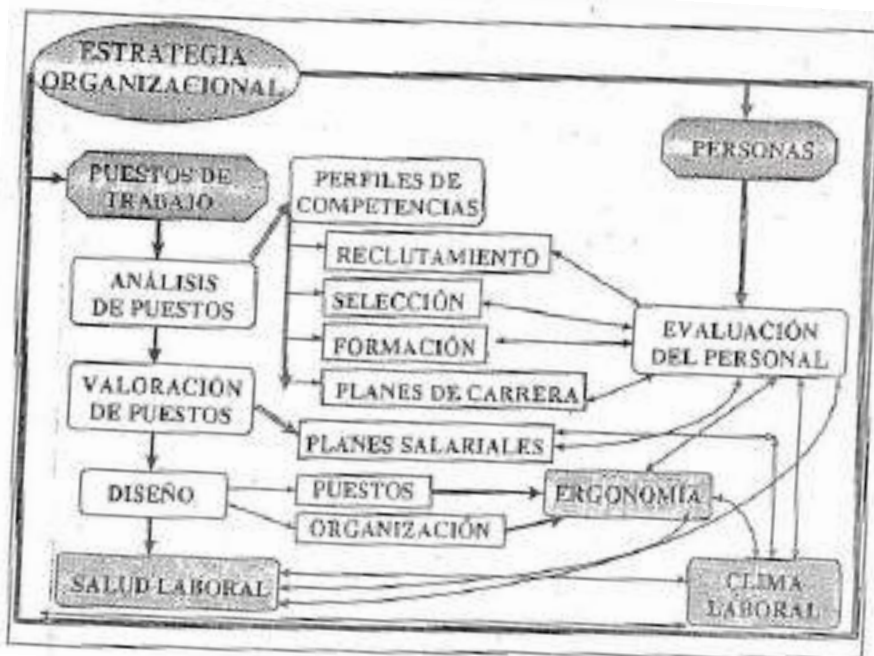 ESTRATEGIA
ORGANIZACIONAL
PERSONAS
PUESTOS DE
TRABAJO
PERFILES DE
COMPETENCIAS
RECLUTAMIENTO
ANÁLISIS
DE PUESTOS
SELECCIÓN
FORMACIÓN
EVALUACIÓN
DEL PERSONAL
PLANES DE CARRERA
VALORACIÓN
DE PUESTOS
PLANES SALARIALES
DISEÑO
PUESTOS
ERGONOMÍA
ORGANIZACIÓN
SALUD LABORAL
CLIMA
LABORAL